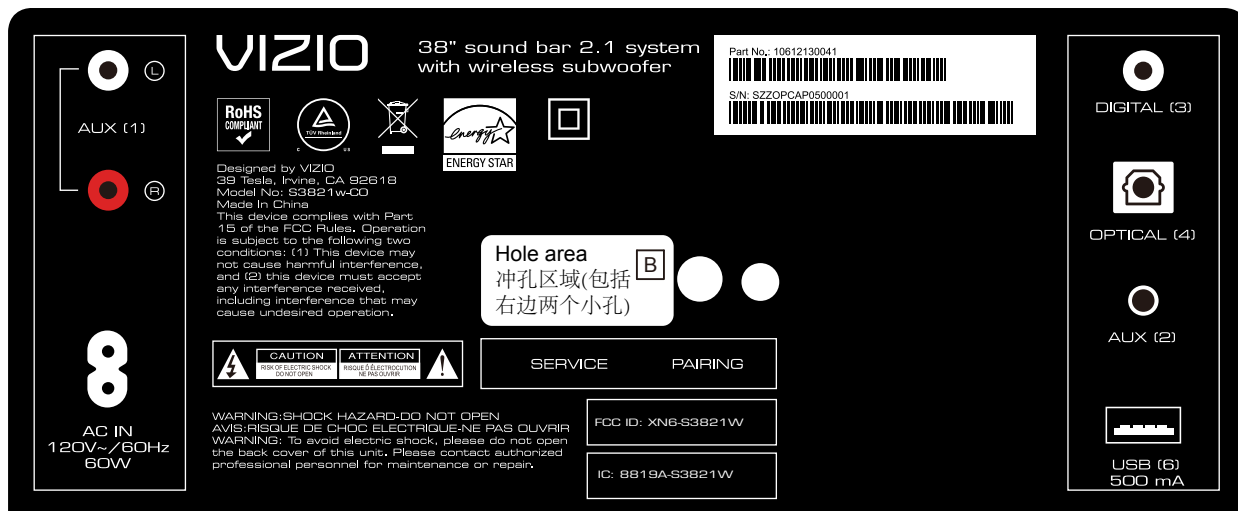 L
AUX (1)
R
AC IN
120V~/60Hz
60W
VIZIO
38" sound bar 2.1 system
with wireless subwoofer
RoHS
COMPLIANT
TÜV Rheinland
C US
energy
ENERGY STAR
Designed by VIZIO
39 Tesla, Irvine, CA 92618
Model No: S3821w-CO
Made In China
This device complies with Part
15 of the FCC Rules. Operation
is subject to the following two
conditions: (1) This device may
not cause harmful interference,
and (2) this device must accept
any interference received,
including interference that may
cause undesired operation.
CAUTION
RISK OF ELECTRIC SHOCK
DO NOT OPEN
ATTENTION
RISQUE D ÉLECTROCUTION
NE PAS OUVRIR
WARNING:SHOCK HAZARD-DO NOT OPEN
AVIS:RISQUE DE CHOC ELECTRIQUE-NE PAS OUVRIR
WARNING: To avoid electric shock, please do not open
the back cover of this unit. Please contact authorized
professional personnel for maintenance or repair.
Part No.: 10612130041
S/N: SZZOPCAP0500001
Hole area
B
冲孔区域(包括
右边两个小孔)
SERVICE PAIRING
FCC ID: XN6-S3821W
IC: 8819A-S3821W
DIGITAL (3)
OPTICAL (4)
AUX (2)
USB (6)
500 mA